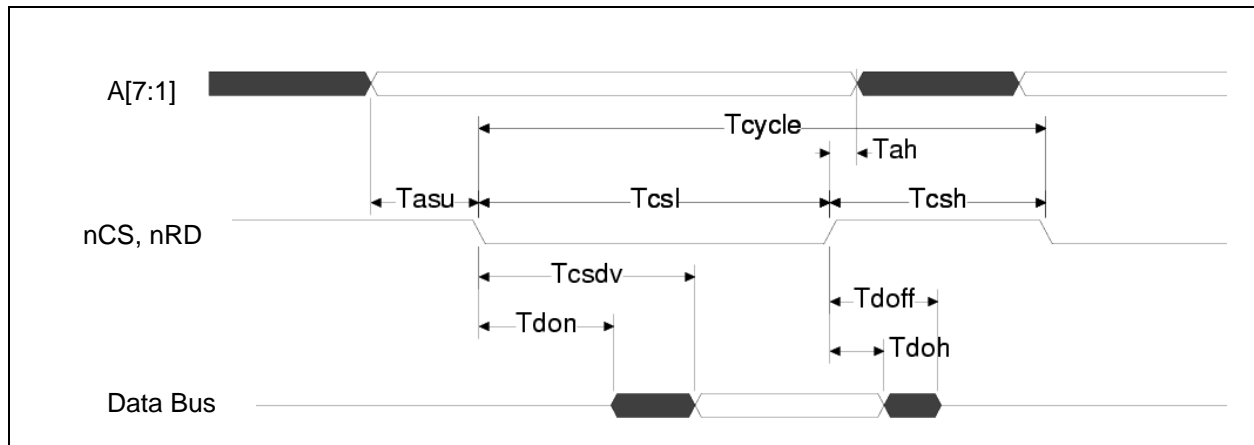 A[7:1]
Tcycle
Tah
Tasu
Tcsl
Tcsh
nCS, nRD
Tcsdv
Tdoff
Tdon
Tdoh
Data Bus